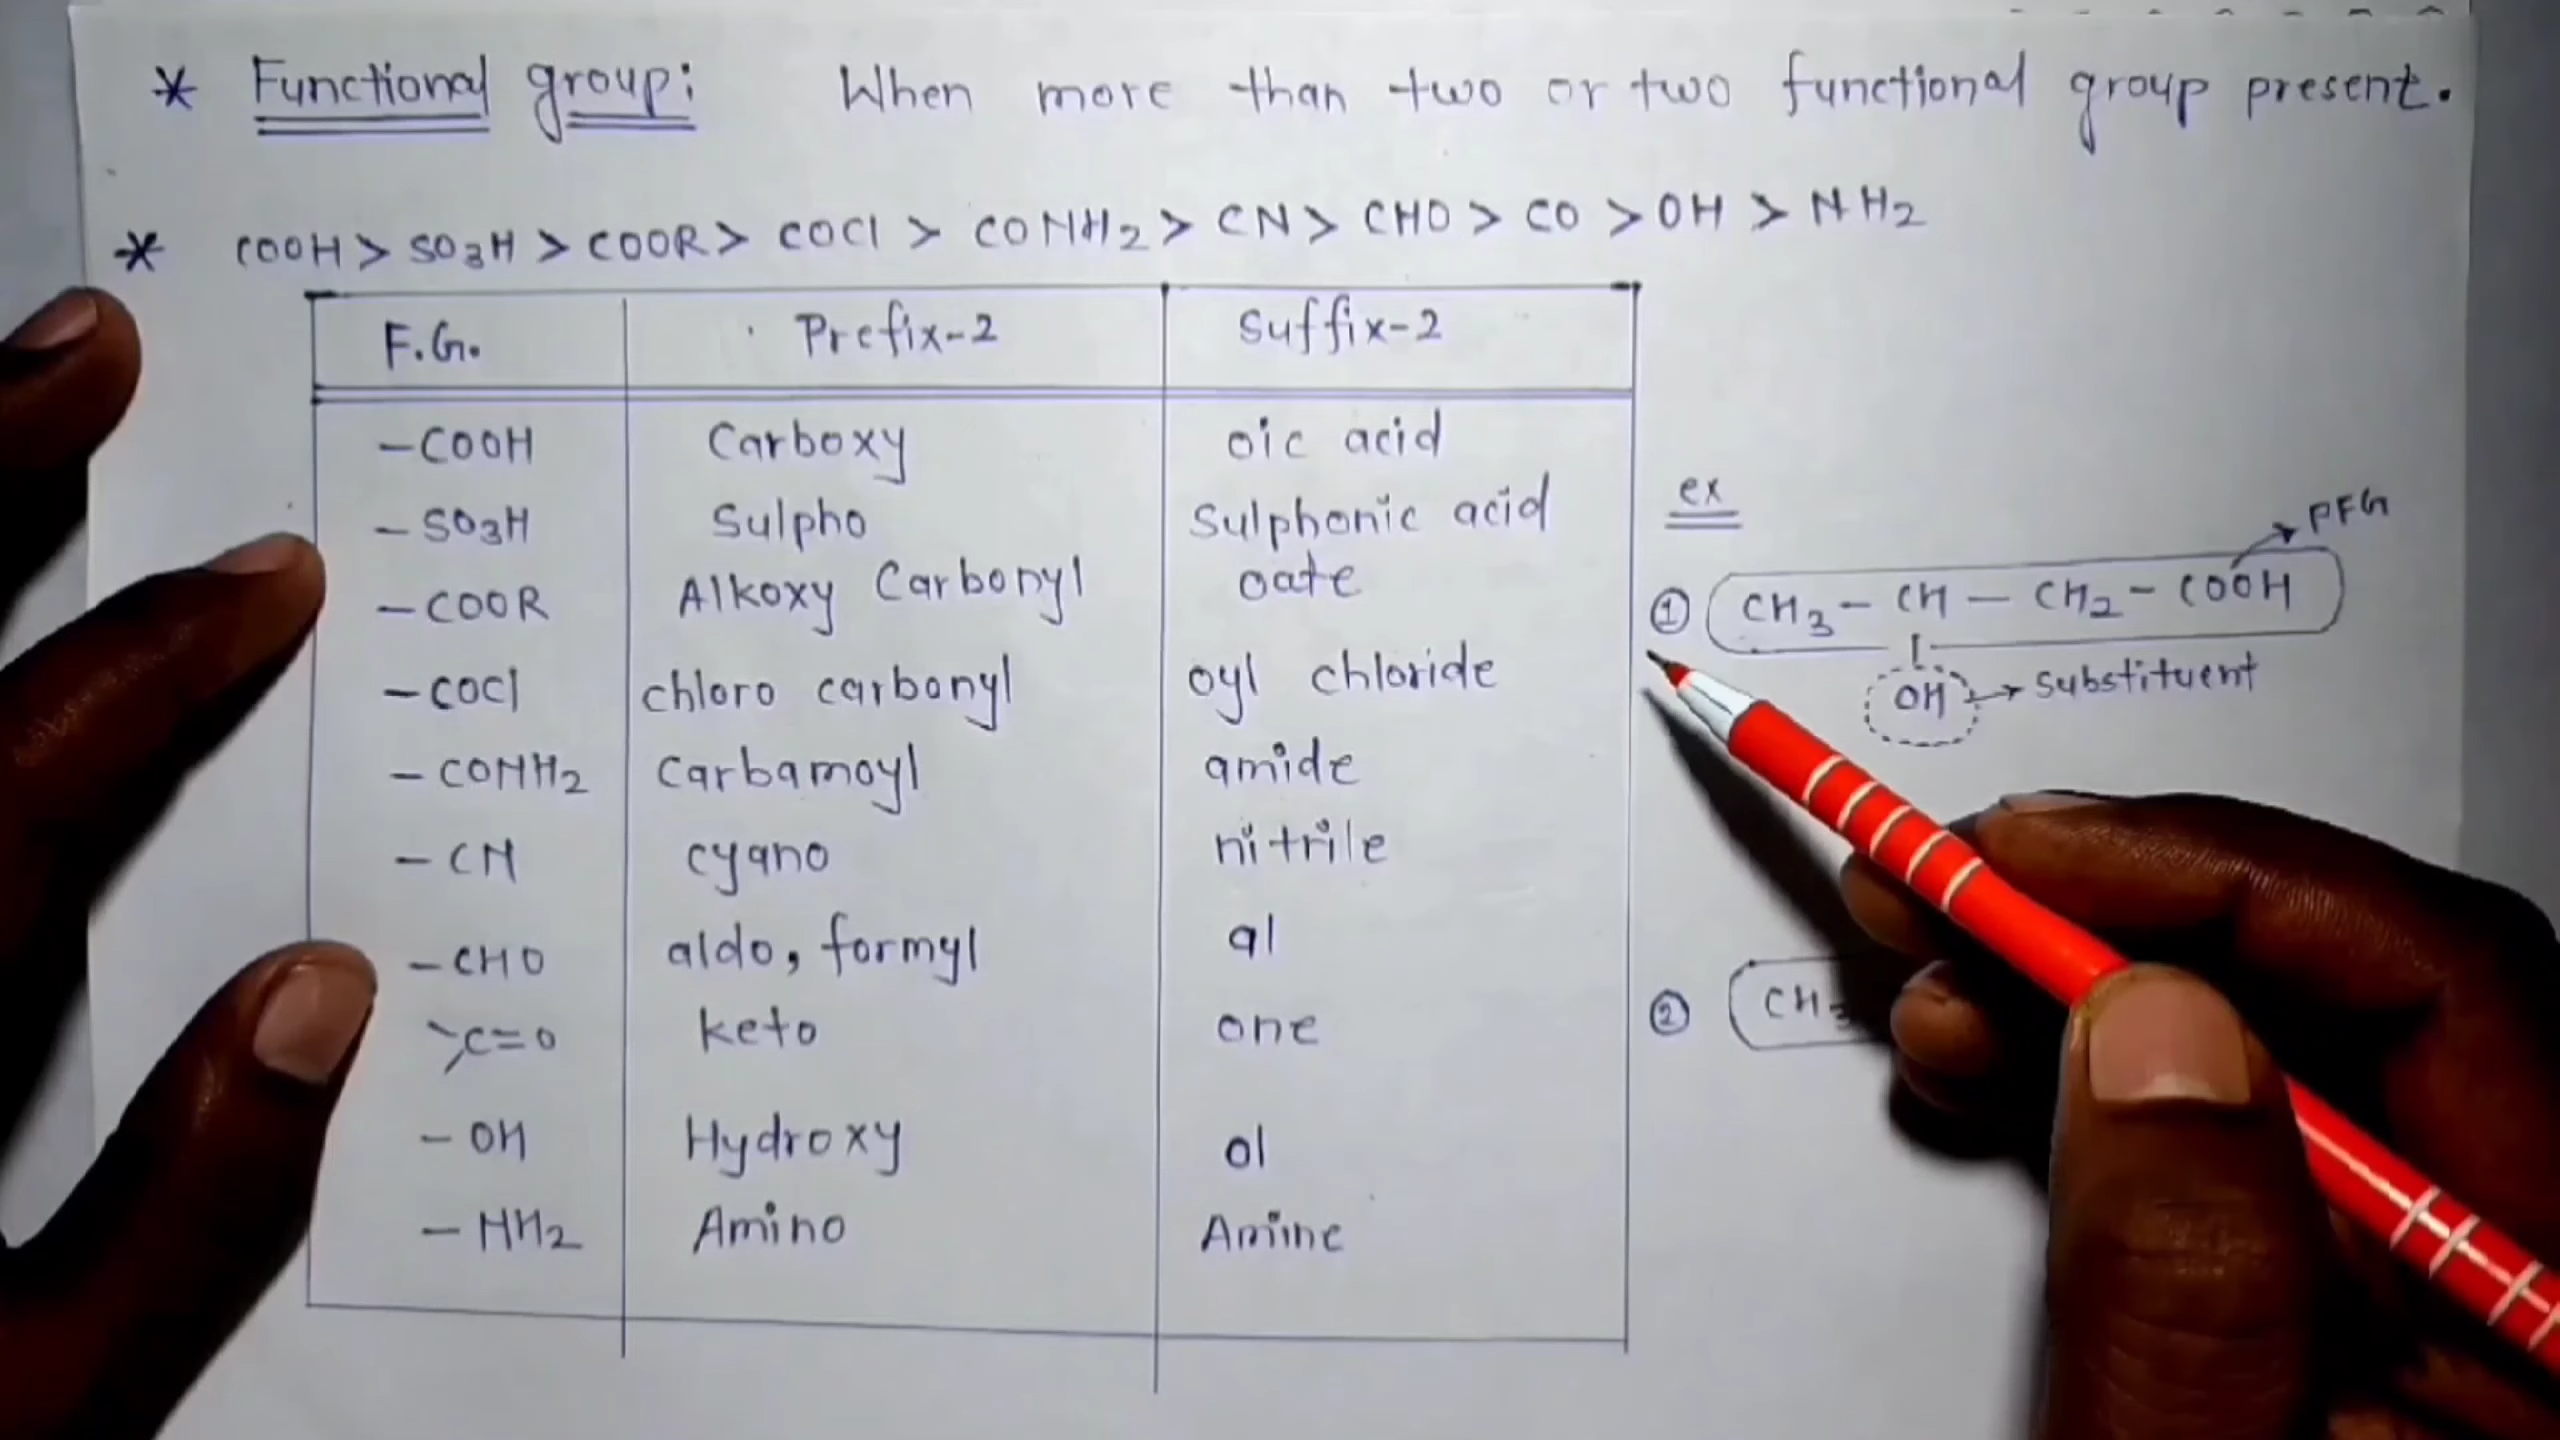 * Functional group: When more than two or two functional group present.
* COOH > SO3H > COOR > COCl > CONH2 > CN > CHO > CO > OH > NH2
F.G. Prefix-2 Suffix-2
-COOH Carboxy oic acid
-SO3H Sulpho Sulphonic acid
-COOR Alkoxy Carbonyl oate
-COCl chloro carbonyl oyl chloride
-CONH2 Carbamoyl amide
-CN cyano nitrile
-CHO aldo, formyl al
>C=O keto one
-OH Hydroxy ol
-NH2 Amino Amine
ex
→ PFG
① CH3 - CH - CH2 - COOH
OH → Substituent
② CH3